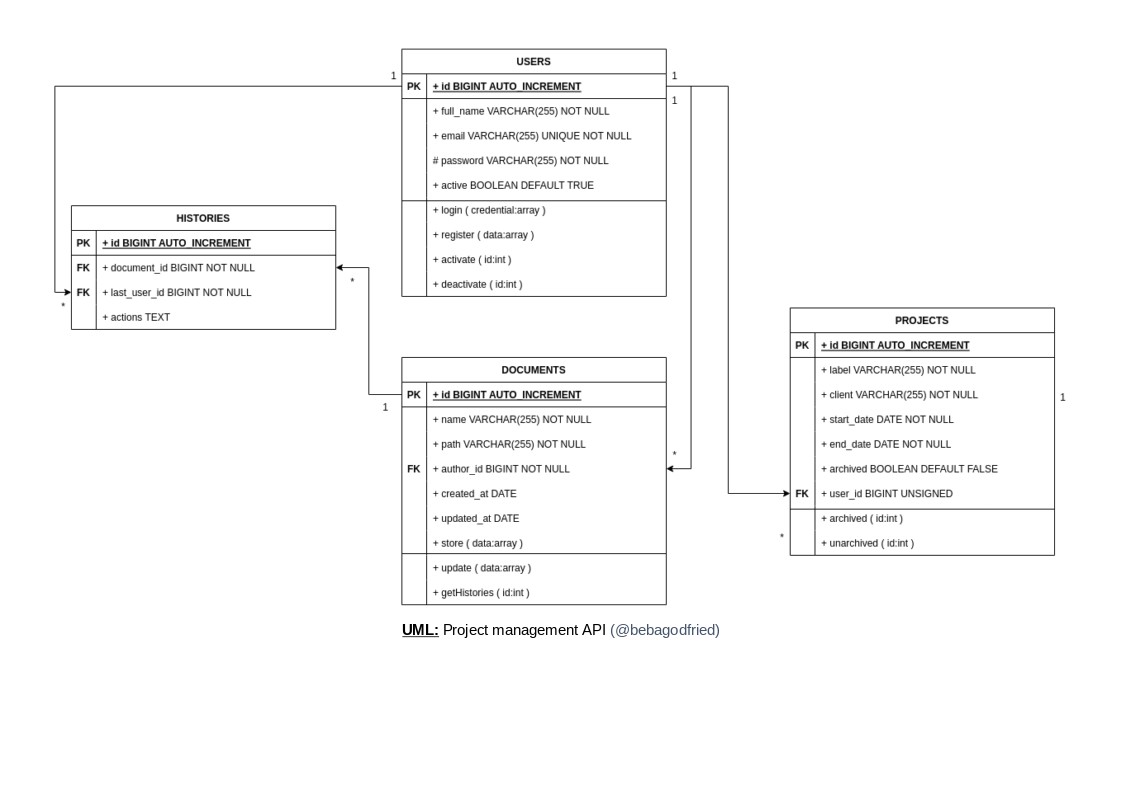 USERS
1
1
PK + id BIGINT AUTO_INCREMENT
1
+ full_name VARCHAR(255) NOT NULL
+ email VARCHAR(255) UNIQUE NOT NULL
# password VARCHAR(255) NOT NULL
+ active BOOLEAN DEFAULT TRUE
+ login ( credential:array )
+ register ( data:array )
+ activate ( id:int )
+ deactivate ( id:int )
HISTORIES
PK + id BIGINT AUTO_INCREMENT
FK + document_id BIGINT NOT NULL
*
FK + last_user_id BIGINT NOT NULL
*
+ actions TEXT
DOCUMENTS
PK + id BIGINT AUTO_INCREMENT
1
+ name VARCHAR(255) NOT NULL
+ path VARCHAR(255) NOT NULL
*
FK + author_id BIGINT NOT NULL
+ created_at DATE
+ updated_at DATE
+ store ( data:array )
+ update ( data:array )
+ getHistories ( id:int )
PROJECTS
PK + id BIGINT AUTO_INCREMENT
+ label VARCHAR(255) NOT NULL
+ client VARCHAR(255) NOT NULL
1
+ start_date DATE NOT NULL
+ end_date DATE NOT NULL
+ archived BOOLEAN DEFAULT FALSE
FK + user_id BIGINT UNSIGNED
+ archived ( id:int )
*
+ unarchived ( id:int )
UML: Project management API (@bebagodfried)